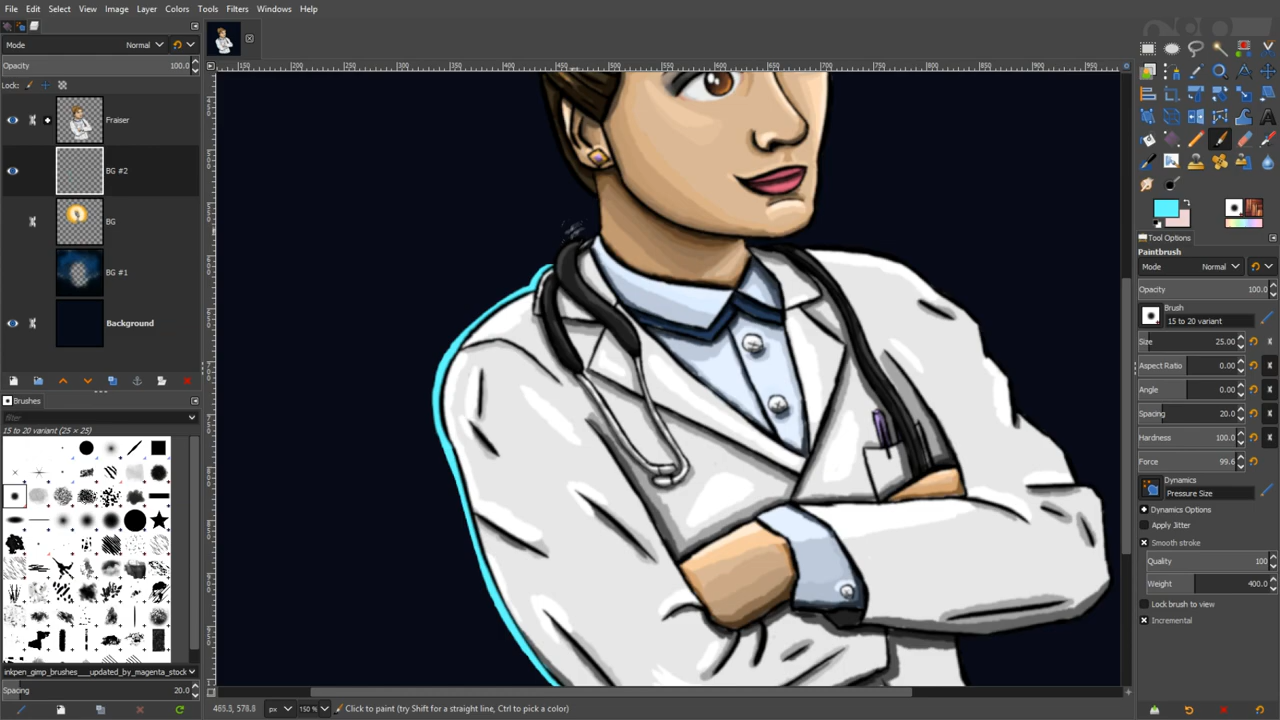 File Edit Select View Image Layer Colors Tools Filters Windows Help
Mode Normal
Opacity 100.0
Lock:
Fraiser
BG #2
BG
BG #1
Background
Brushes
filter
15 to 20 variant (25 × 25)
inkpen_gimp_brushes___updated_by_magenta_stock
Spacing 20.0
465.3, 578.8 px 150 % Click to paint (try Shift for a straight line, Ctrl to pick a color)
Tool Options
Paintbrush
Mode Normal
Opacity 100.0
Brush
15 to 20 variant
Size 25.00
Aspect Ratio 0.00
Angle 0.00
Spacing 20.0
Hardness 100.0
Force 99.6
Dynamics
Pressure Size
Dynamics Options
Apply Jitter
Smooth stroke
Quality 100
Weight 400.0
Lock brush to view
Incremental